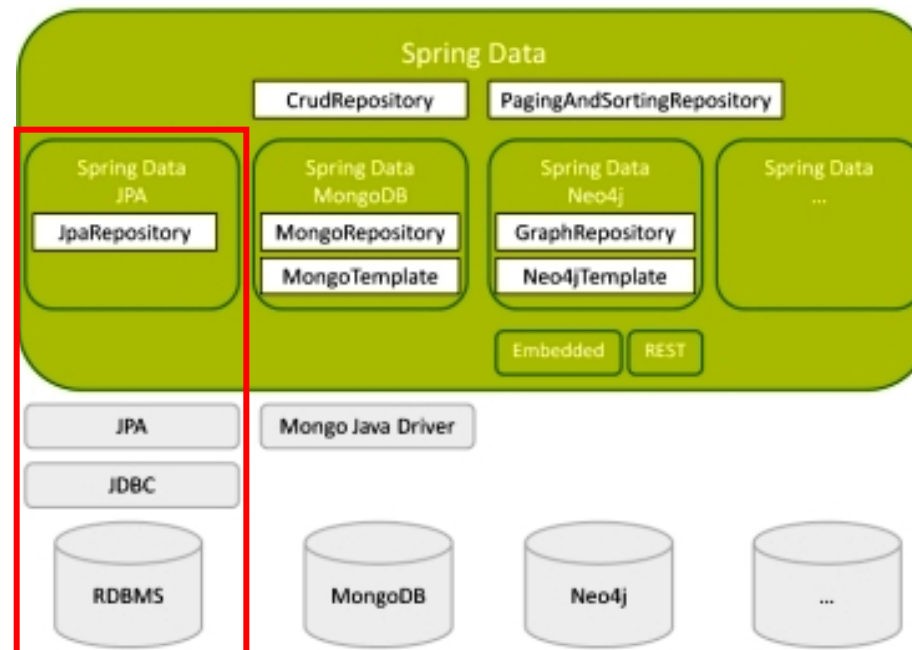 Spring Data
CrudRepository
PagingAndSortingRepository
Spring Data
JPA
JpaRepository
Spring Data
MongoDB
MongoRepository
MongoTemplate
Spring Data
Neo4j
GraphRepository
Neo4jTemplate
Spring Data
...
Embedded
REST
JPA
Mongo Java Driver
JDBC
RDBMS
MongoDB
Neo4j
...